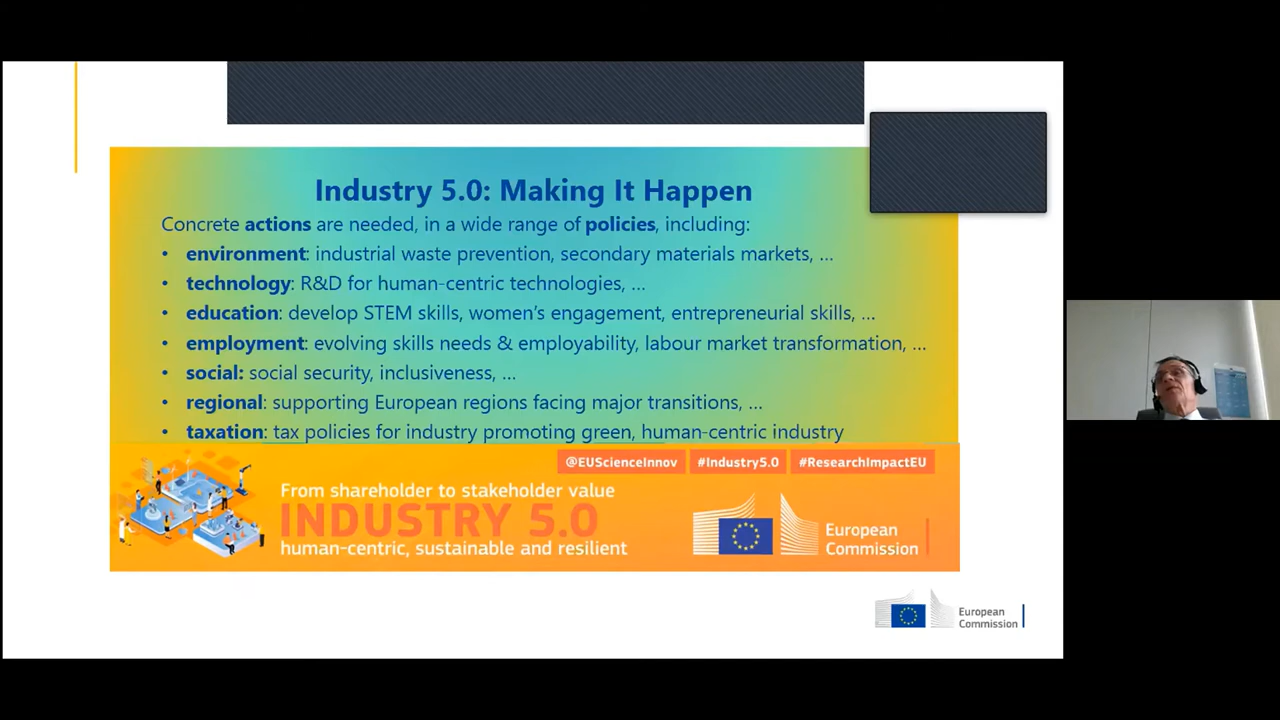 Industry 5.0: Making It Happen
Concrete actions are needed, in a wide range of policies, including:
• environment: industrial waste prevention, secondary materials markets, ...
• technology: R&D for human-centric technologies, ...
• education: develop STEM skills, women's engagement, entrepreneurial skills, ...
• employment: evolving skills needs & employability, labour market transformation, ...
• social: social security, inclusiveness, ...
• regional: supporting European regions facing major transitions, ...
• taxation: tax policies for industry promoting green, human-centric industry
@EUScienceInnov #Industry5.0 #ResearchImpactEU
From shareholder to stakeholder value
INDUSTRY 5.0
human-centric, sustainable and resilient
European
Commission
European
Commission